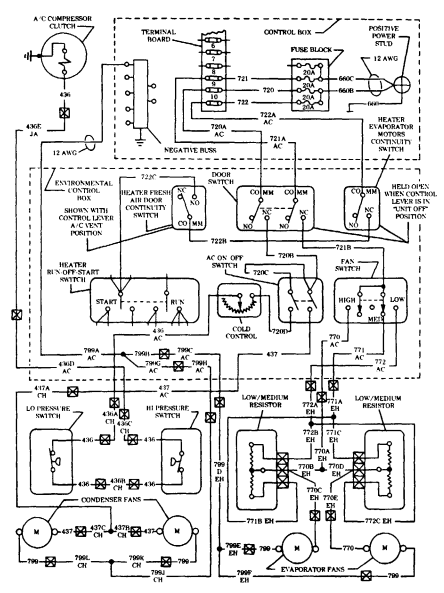 A/C COMPRESSOR
CLUTCH
TERMINAL
BOARD
CONTROL BOX
POSITIVE
POWER
STUD
FUSE BLOCK
12 AWG
6
7
8
9
10
20A
20A
20A
20A
721
720
722
660C
660B
660
436
436E
JA
12 AWG
NEGATIVE BUSS
720A
AC
721A
AC
722A
AC
HEATER
EVAPORATOR
MOTORS
CONTINUITY
SWITCH
ENVIRONMENTAL
CONTROL
BOX
SHOWN WITH
CONTROL LEVER
A/C VENT
POSITION
722C
HEATER FRESH
AIR DOOR
CONTINUITY
SWITCH
DOOR
SWITCH
NC
NO
COMM
COMM
COMM
NC
NO
NO
NC
COMM
NO
NC
HELD OPEN
WHEN CONTROL
LEVER IS IN
"UNIT OFF"
POSITION
722B
720B
721B
HEATER
RUN-OFF-START
SWITCH
AC ON OFF
SWITCH
720C
FAN
SWITCH
START
RUN
COLD
CONTROL
720D
HIGH
LOW
MED
436
AC
770
AC
771
AC
772
AC
437
799A
AC
799B
799C
AC
799G
AC
799H
AC
436D
AC
437A
CH
437
AC
436A
CH
436C
CH
LO PRESSURE
SWITCH
HI PRESSURE
SWITCH
436
436
436
436
436B
CH
772A
EH
771A
EH
LOW/MEDIUM
RESISTOR
LOW/MEDIUM
RESISTOR
772B
EH
771C
EH
770A
EH
770B
EH
770D
EH
770C
EH
770E
EH
771B EH
772C EH
799
D
EH
CONDENSER FANS
M
M
437
437C
CH
437B
CH
437
799
799L
CH
799K
CH
799
799J
CH
799E
EH
799
M
770
M
799
799F
EH
EVAPORATOR FANS